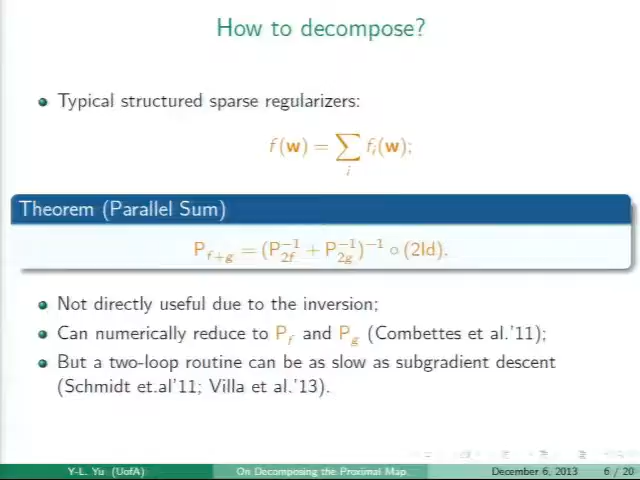 How to decompose?
Typical structured sparse regularizers:
f(w) = ∑_i f_i(w);
Theorem (Parallel Sum)
P_{f+g} = (P_{2f}^{-1} + P_{2g}^{-1})^{-1} ∘ (2Id).
Not directly useful due to the inversion;
Can numerically reduce to P_f and P_g (Combettes et al.'11);
But a two-loop routine can be as slow as subgradient descent
(Schmidt et.al'11; Villa et al.'13).
Y-L. Yu (UofA) On Decomposing the Proximal Map. December 6, 2013 6 / 20